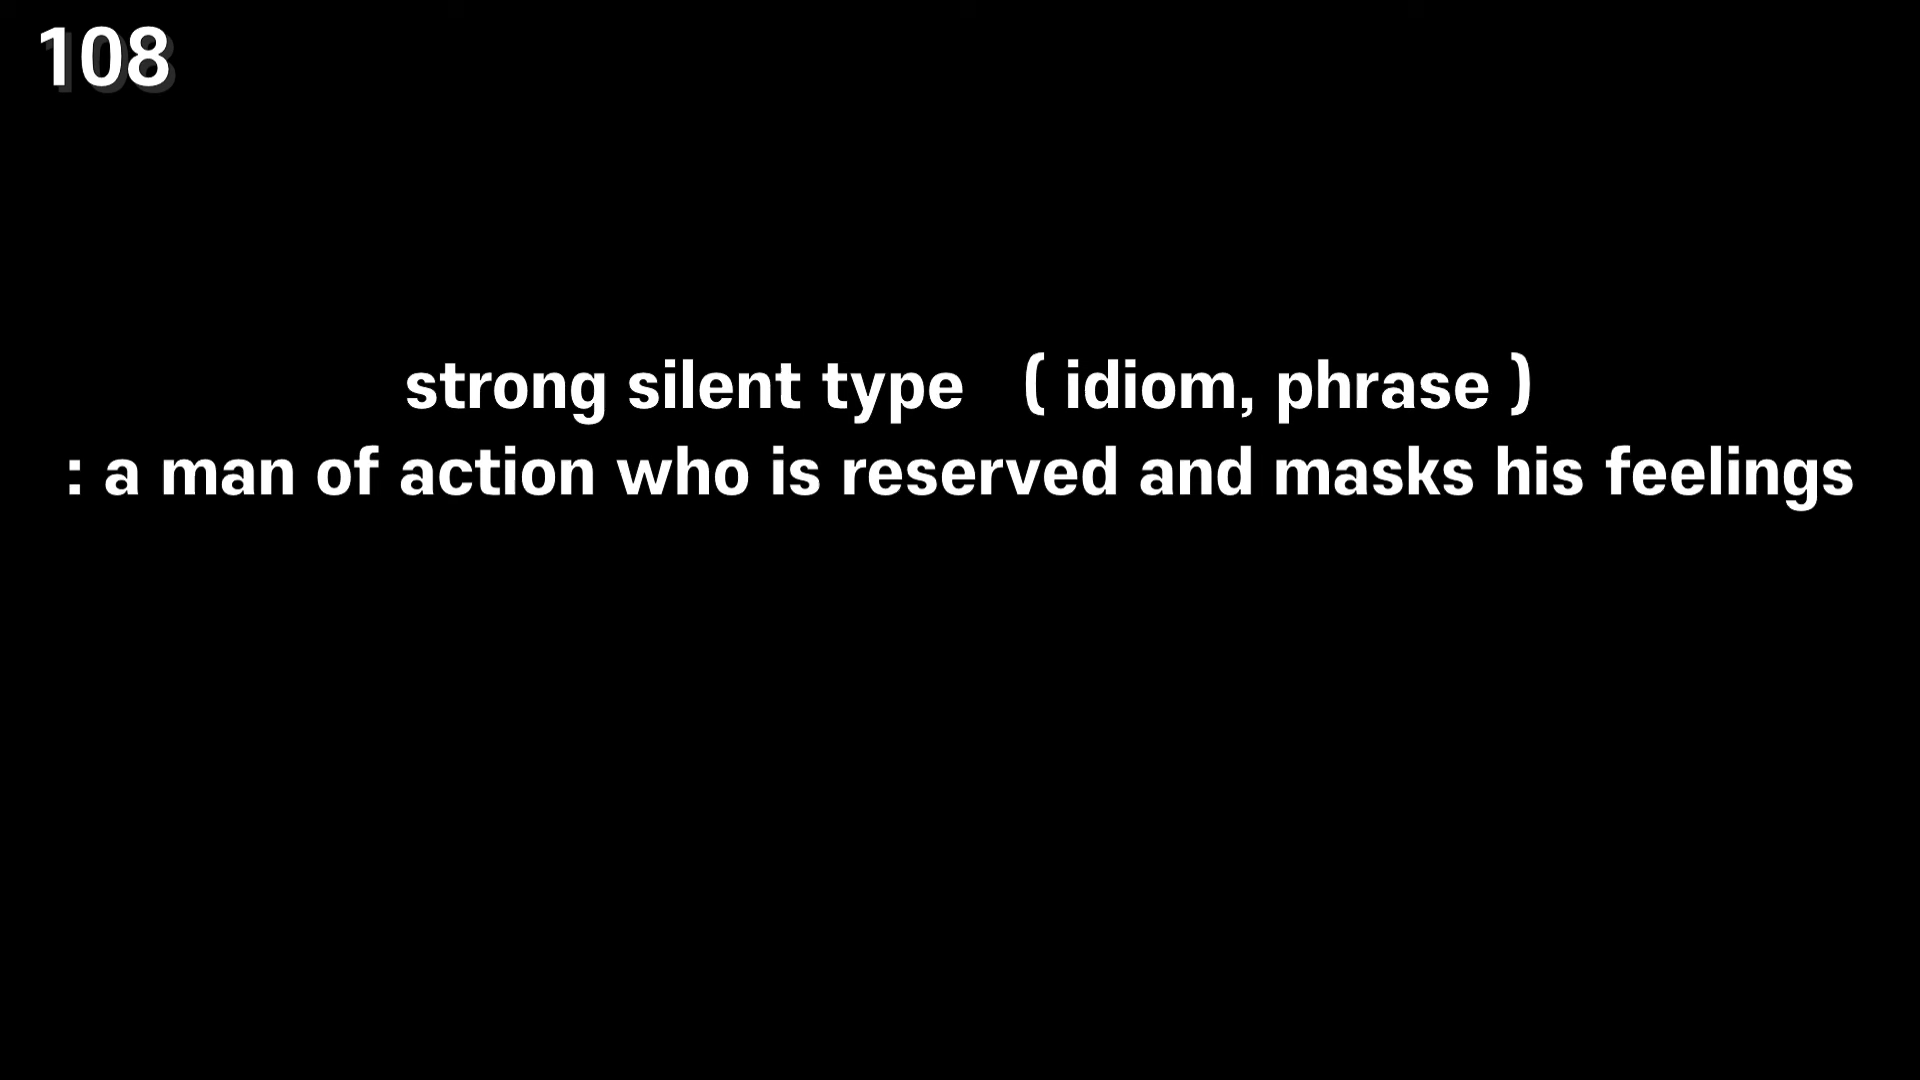 108
strong silent type ( idiom, phrase )
: a man of action who is reserved and masks his feelings